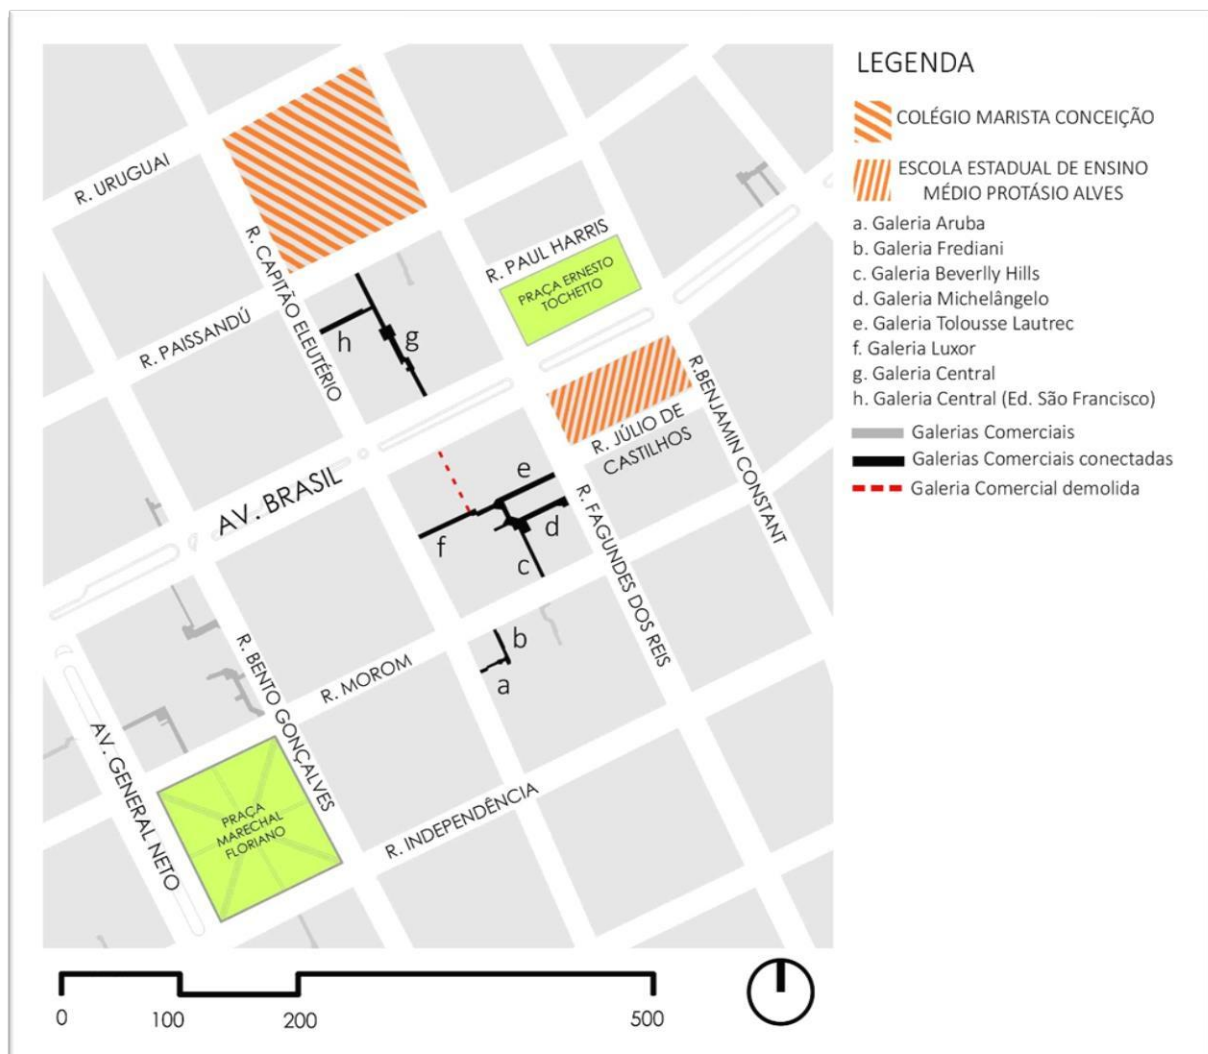 LEGENDA
COLÉGIO MARISTA CONCEIÇÃO
ESCOLA ESTADUAL DE ENSINO
MÉDIO PROTÁSIO ALVES
a. Galeria Aruba
b. Galeria Frediani
c. Galeria Beverlly Hills
d. Galeria Michelângelo
e. Galeria Tolousse Lautrec
f. Galeria Luxor
g. Galeria Central
h. Galeria Central (Ed. São Francisco)
Galerias Comerciais
Galerias Comerciais conectadas
Galeria Comercial demolida
R. URUGUAI
R. CAPITÃO ELEUTÉRIO
R. PAUL HARRIS
PRAÇA ERNESTO
TOCHETTO
R. PAISSANDÚ
h
g
R.BENJAMIN CONSTANT
R. JÚLIO DE
CASTILHOS
AV. BRASIL
e
d
f
c
R. FAGUNDES DOS REIS
b
a
R. BENTO GONÇALVES
R. MOROM
AV. GENERAL NETO
PRAÇA
MARECHAL
FLORIANO
R. INDEPENDÊNCIA
0
100
200
500